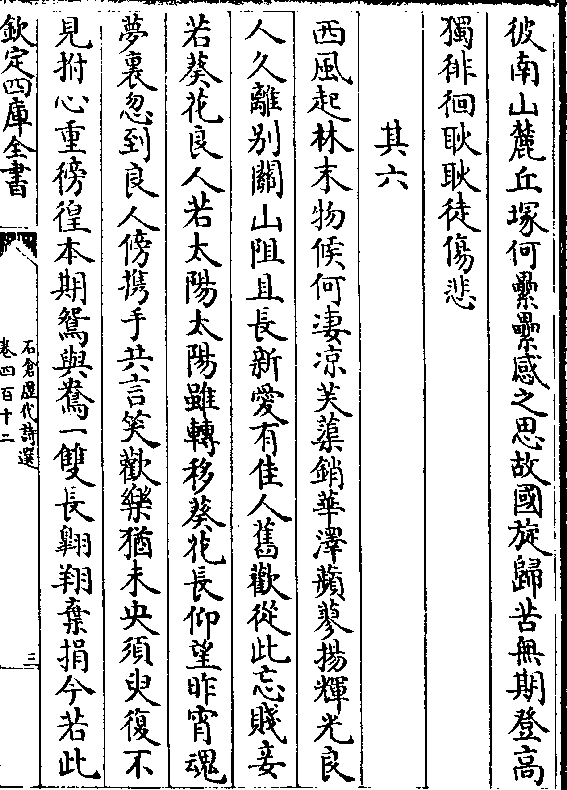 彼南山麓丘塚何纍纍感之思故國旋歸苦無期登高
獨徘徊耿耿徒傷悲
其六
西風起林末物候何凄凉芙蕖銷華澤蘋蓼揚輝光良
人久離別關山阻且長新愛有佳人舊歡從此忘賤妾
若葵花良人若太陽太陽雖轉移葵花長仰望昨宵魂
夢裏忽到良人傍携手共言笑歡樂猶未央須臾復不
見拊心重徬徨本期鴛與鴦一雙長翺翔棄捐今若此
欽定四庫全書
石倉歷代詩選
卷四百十二
三